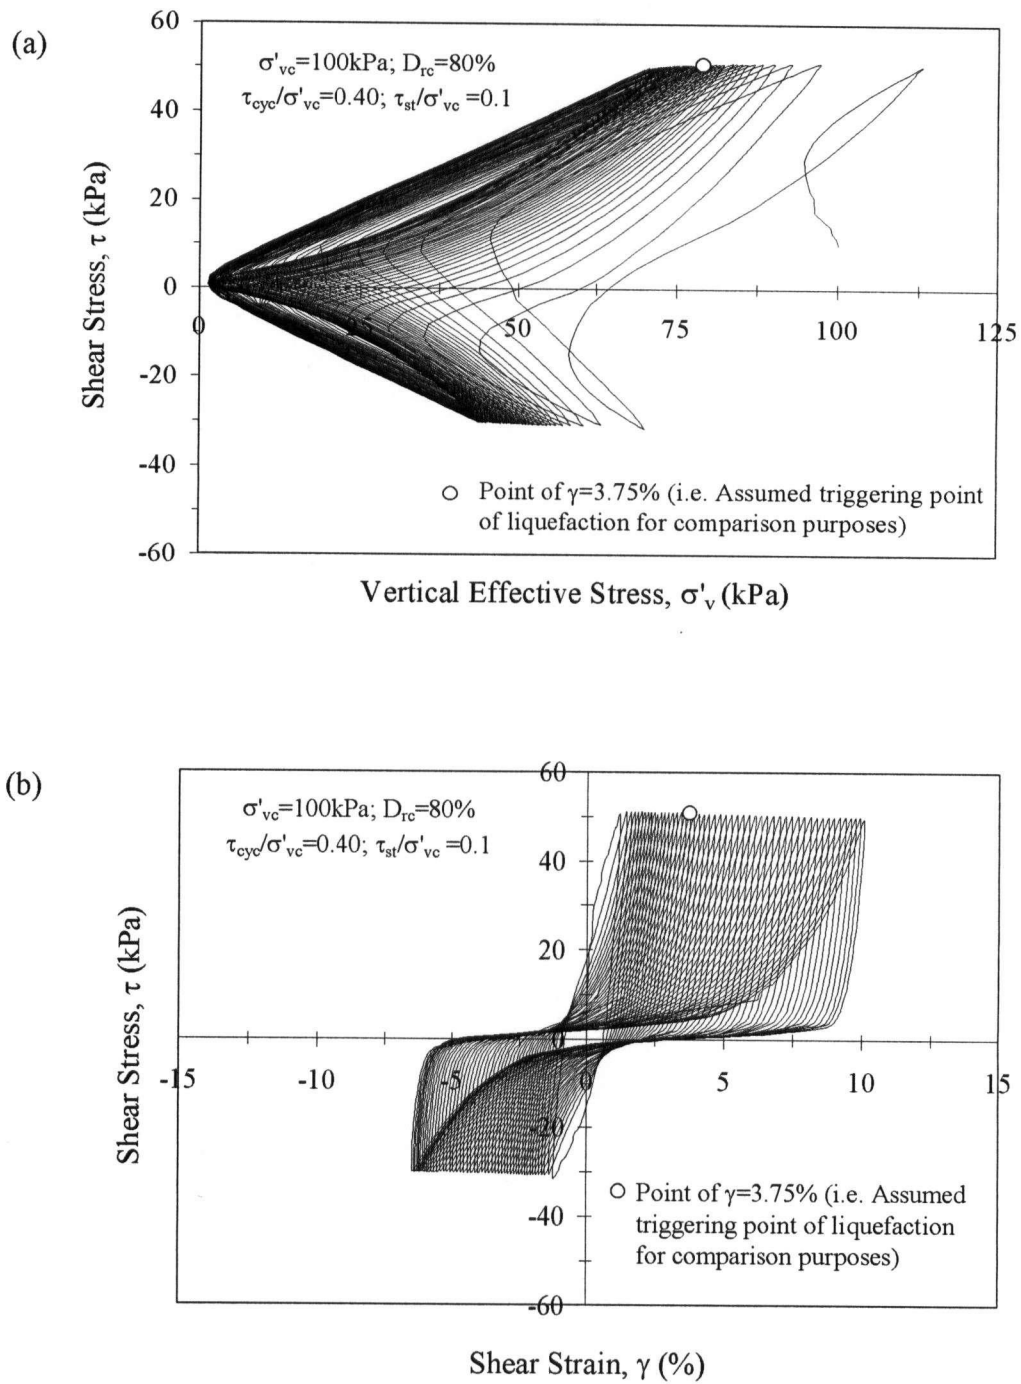 (a)
60
40
20
0
-20
-40
-60
Shear Stress, τ (kPa)
σ'vc=100kPa; Drc=80%
τcyc/σ'vc=0.40; τst/σ'vc =0.1
0
25
50
75
100
125
Point of γ=3.75% (i.e. Assumed triggering point
of liquefaction for comparison purposes)
Vertical Effective Stress, σ'v (kPa)
(b)
60
40
20
0
-20
-40
-60
Shear Stress, τ (kPa)
σ'vc=100kPa; Drc=80%
τcyc/σ'vc=0.40; τst/σ'vc =0.1
-15
-10
-5
0
5
10
15
Point of γ=3.75% (i.e. Assumed
triggering point of liquefaction
for comparison purposes)
Shear Strain, γ (%)